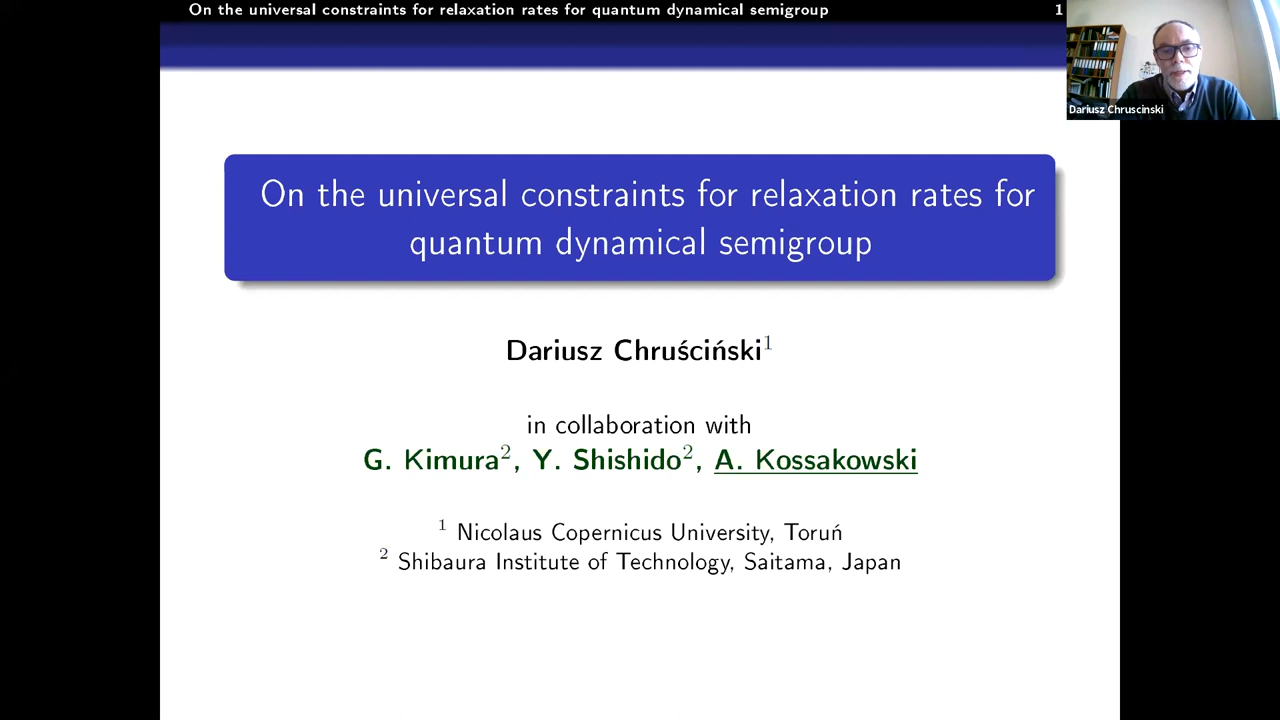 On the universal constraints for relaxation rates for quantum dynamical semigroup 1
Dariusz Chruscinski
On the universal constraints for relaxation rates for
quantum dynamical semigroup
Dariusz Chruściński¹
in collaboration with
G. Kimura², Y. Shishido², A. Kossakowski
¹ Nicolaus Copernicus University, Toruń
² Shibaura Institute of Technology, Saitama, Japan